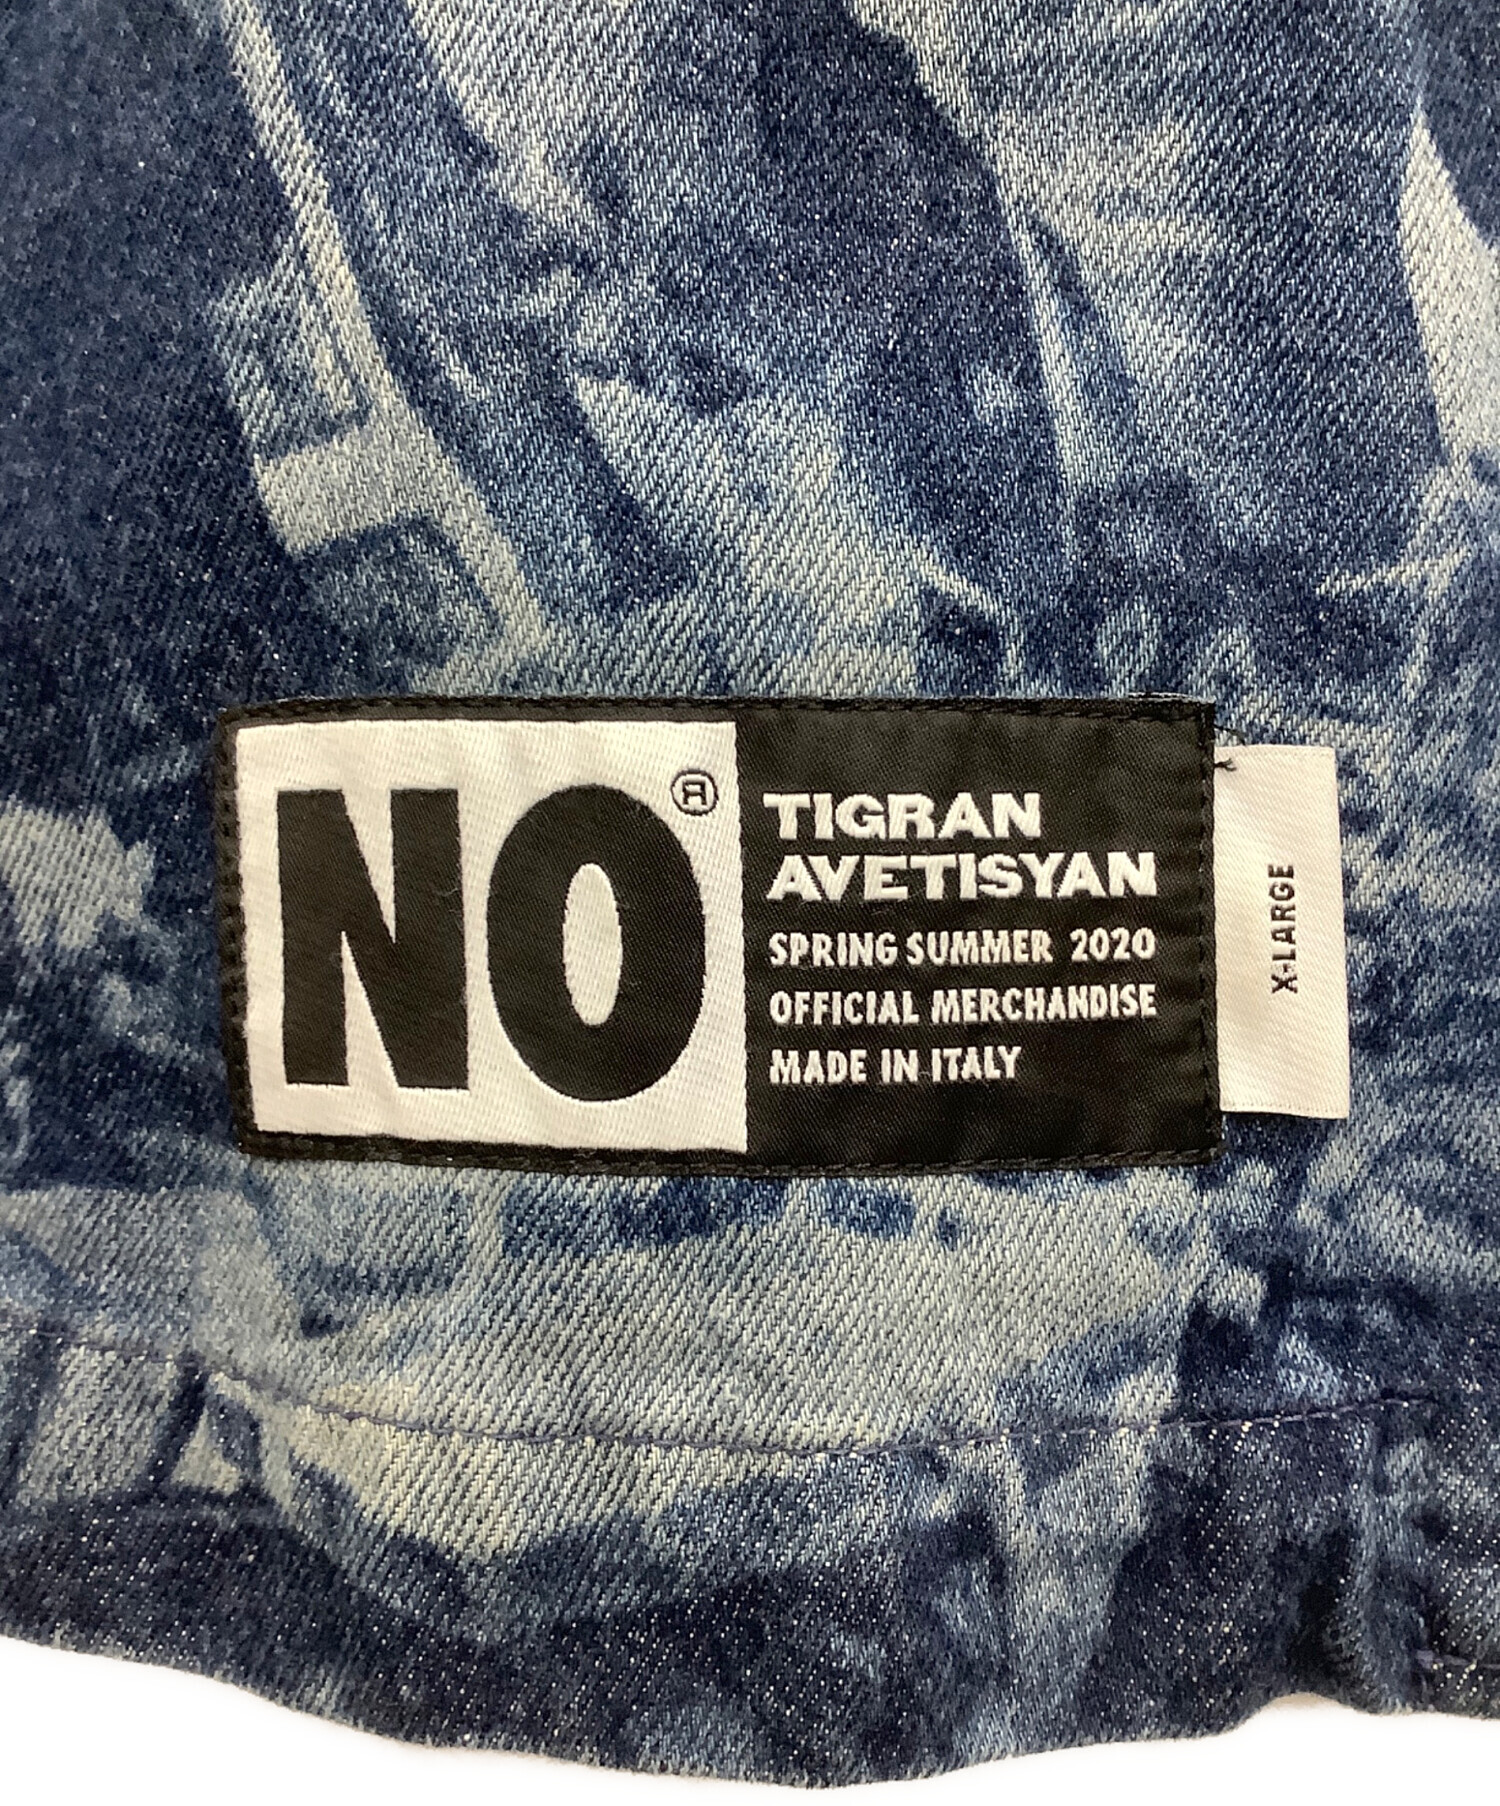 NO®
TIGRAN
AVETISYAN
SPRING SUMMER 2020
OFFICIAL MERCHANDISE
MADE IN ITALY
X-LARGE